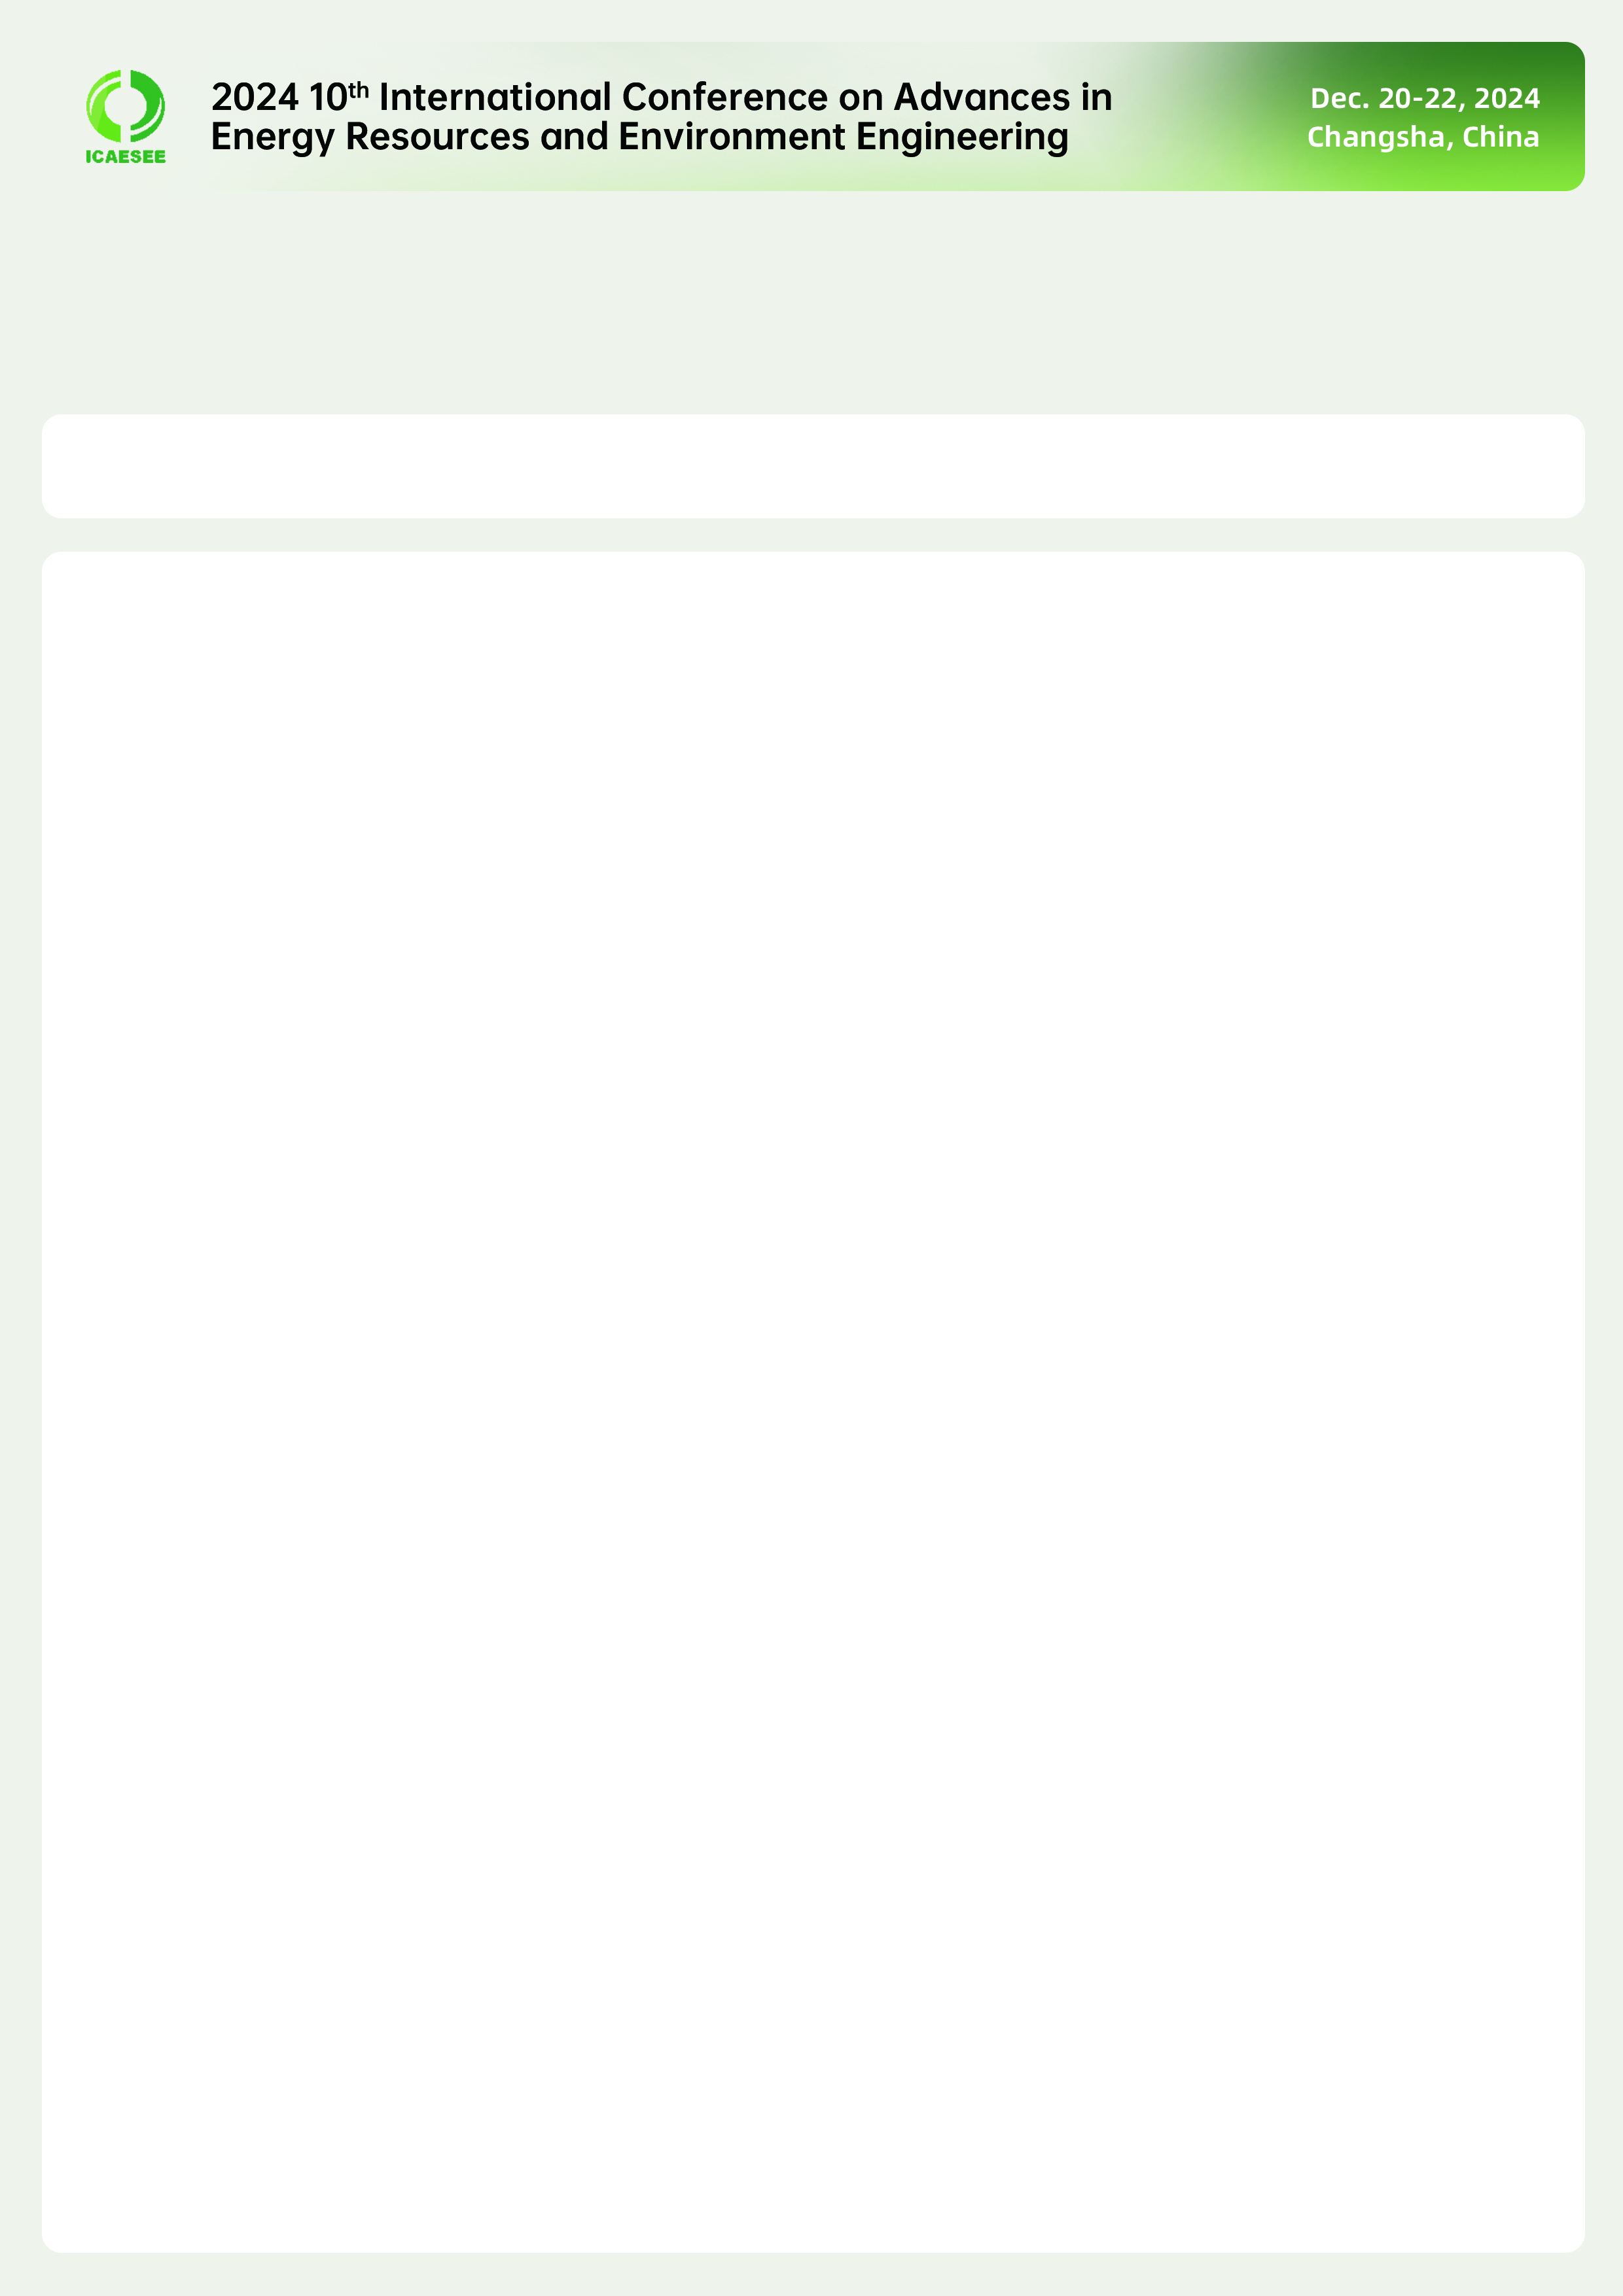 ICAESEE
2024 10th International Conference on Advances in
Energy Resources and Environment Engineering
Dec. 20-22, 2024
Changsha, China